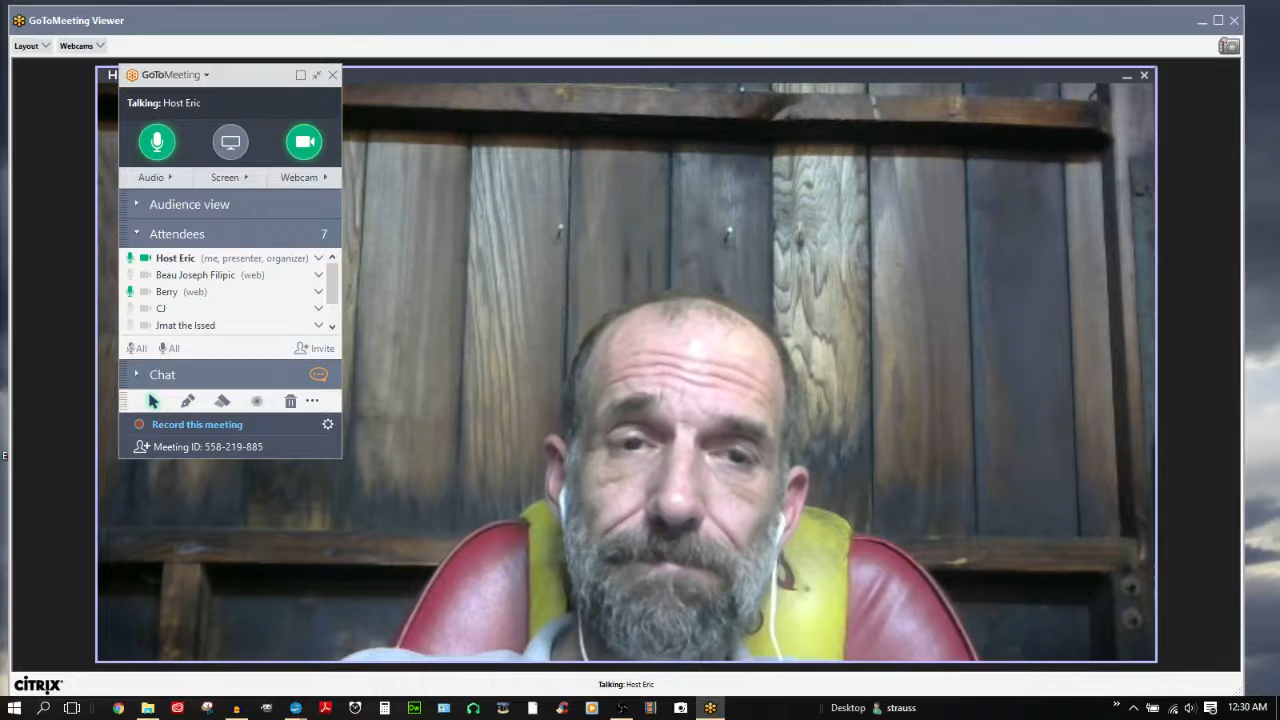 GoToMeeting Viewer
Layout
Webcams
H
GoToMeeting
Talking: Host Eric
Audio
Screen
Webcam
Audience view
Attendees 7
Host Eric (me, presenter, organizer)
Beau Joseph Filipic (web)
Berry (web)
CJ
Jmat the Issed
All
All
Invite
Chat
Record this meeting
Meeting ID: 558-219-885
E
CITRIX
Talking: Host Eric
Dw
Desktop
strauss
12:30 AM